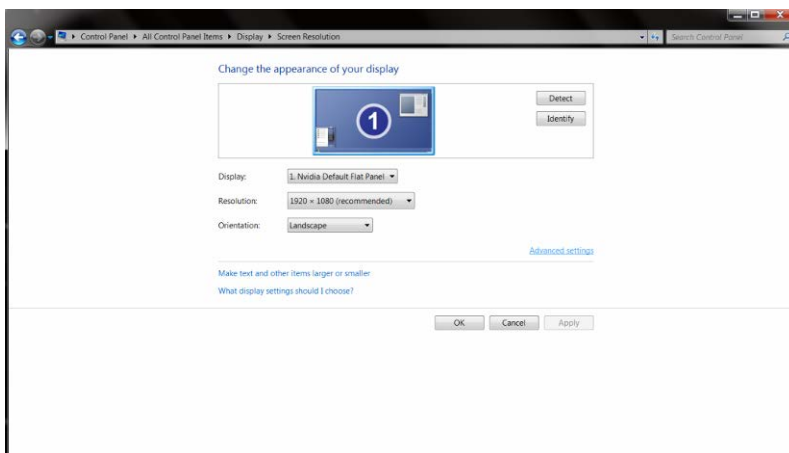 Control Panel ▸ All Control Panel Items ▸ Display ▸ Screen Resolution
Search Control Panel
Change the appearance of your display
1
Detect
Identify
Display: 1. Nvidia Default Flat Panel
Resolution: 1920 × 1080 (recommended)
Orientation: Landscape
Advanced settings
Make text and other items larger or smaller
What display settings should I choose?
OK Cancel Apply